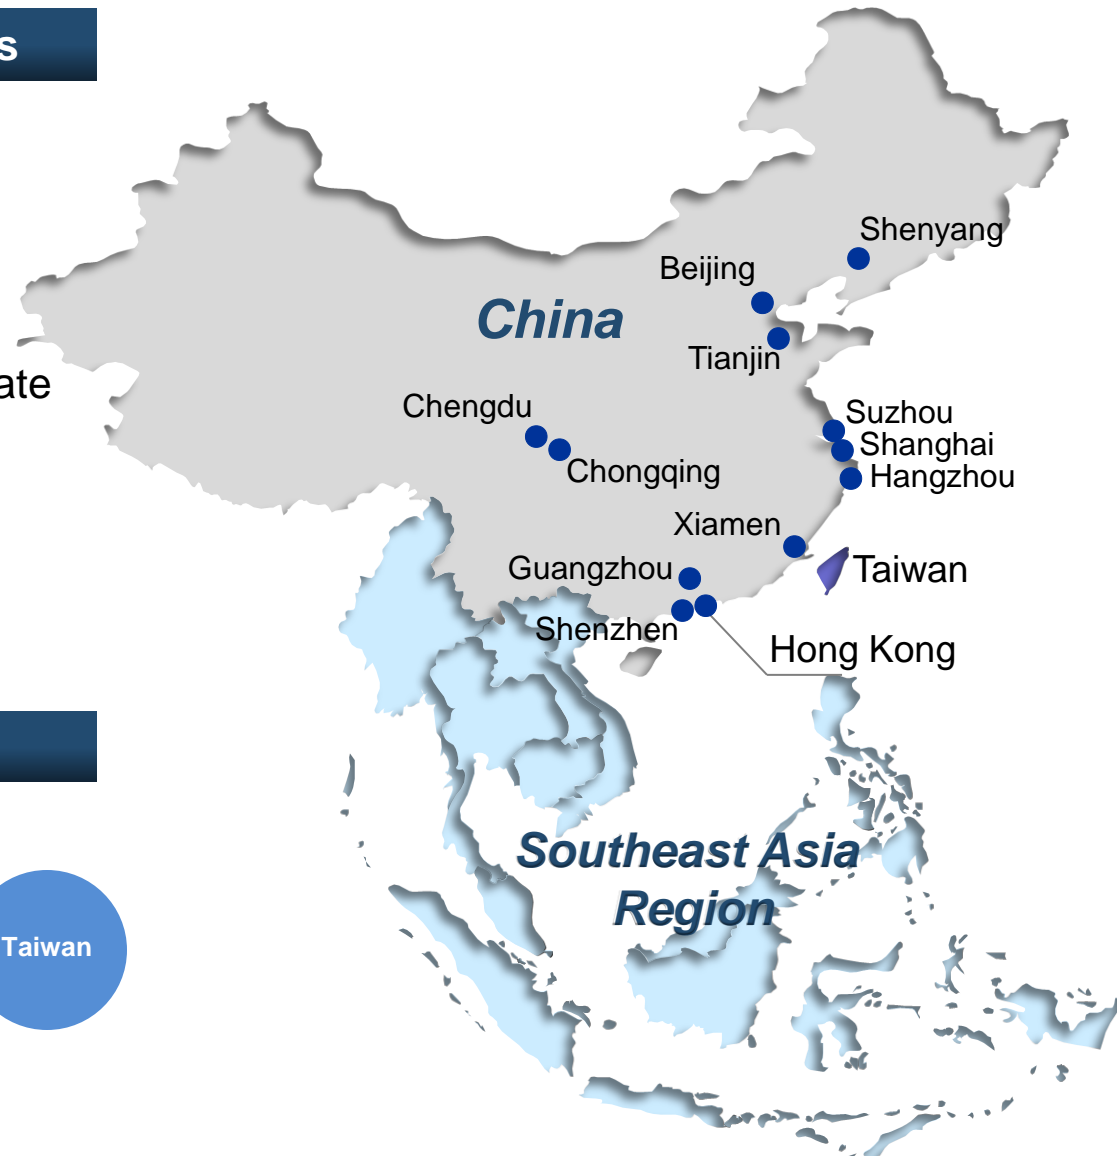 s
Shenyang
Beijing
China
Tianjin
ate
Chengdu
Suzhou
Shanghai
Chongqing
Hangzhou
Xiamen
Guangzhou
Taiwan
Shenzhen
Hong Kong
Southeast Asia
Region
Taiwan